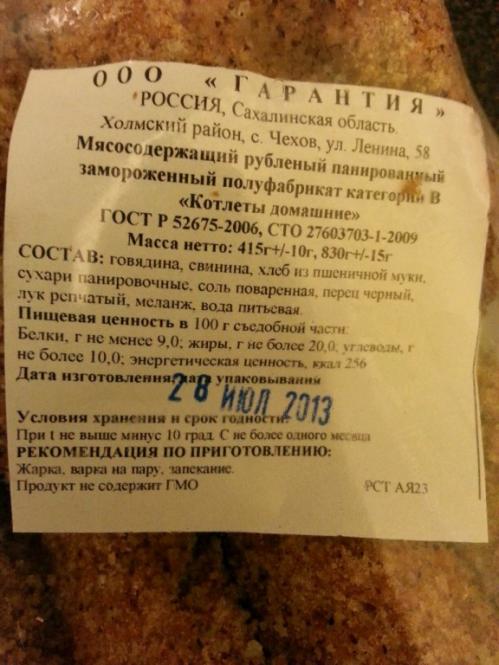 ООО «ГАРАНТИЯ»
РОССИЯ, Сахалинская область.
Холмский район, с. Чехов, ул. Ленина, 58
Мясосодержащий рубленый панированный
замороженный полуфабрикат категории В
«Котлеты домашние»
ГОСТ Р 52675-2006, СТО 27603703-1-2009
Масса нетто: 415г+/-10г, 830г+/-15г
СОСТАВ: говядина, свинина, хлеб из пшеничной муки,
сухари панировочные, соль поваренная, перец черный,
лук репчатый, меланж, вода питьевая.
Пищевая ценность в 100 г съедобной части:
Белки, г не менее 9,0; жиры, г не более 20,0; углеводы, г
не более 10,0; энергетическая ценность, ккал 256
Дата изготовления, дата упаковывания
28 ИЮЛ 2013
Условия хранения и срок годности:
При t не выше минус 10 град. С не более одного месяца
РЕКОМЕНДАЦИЯ ПО ПРИГОТОВЛЕНИЮ:
Жарка, варка на пару, запекание.
Продукт не содержит ГМО РСТ АЯ23